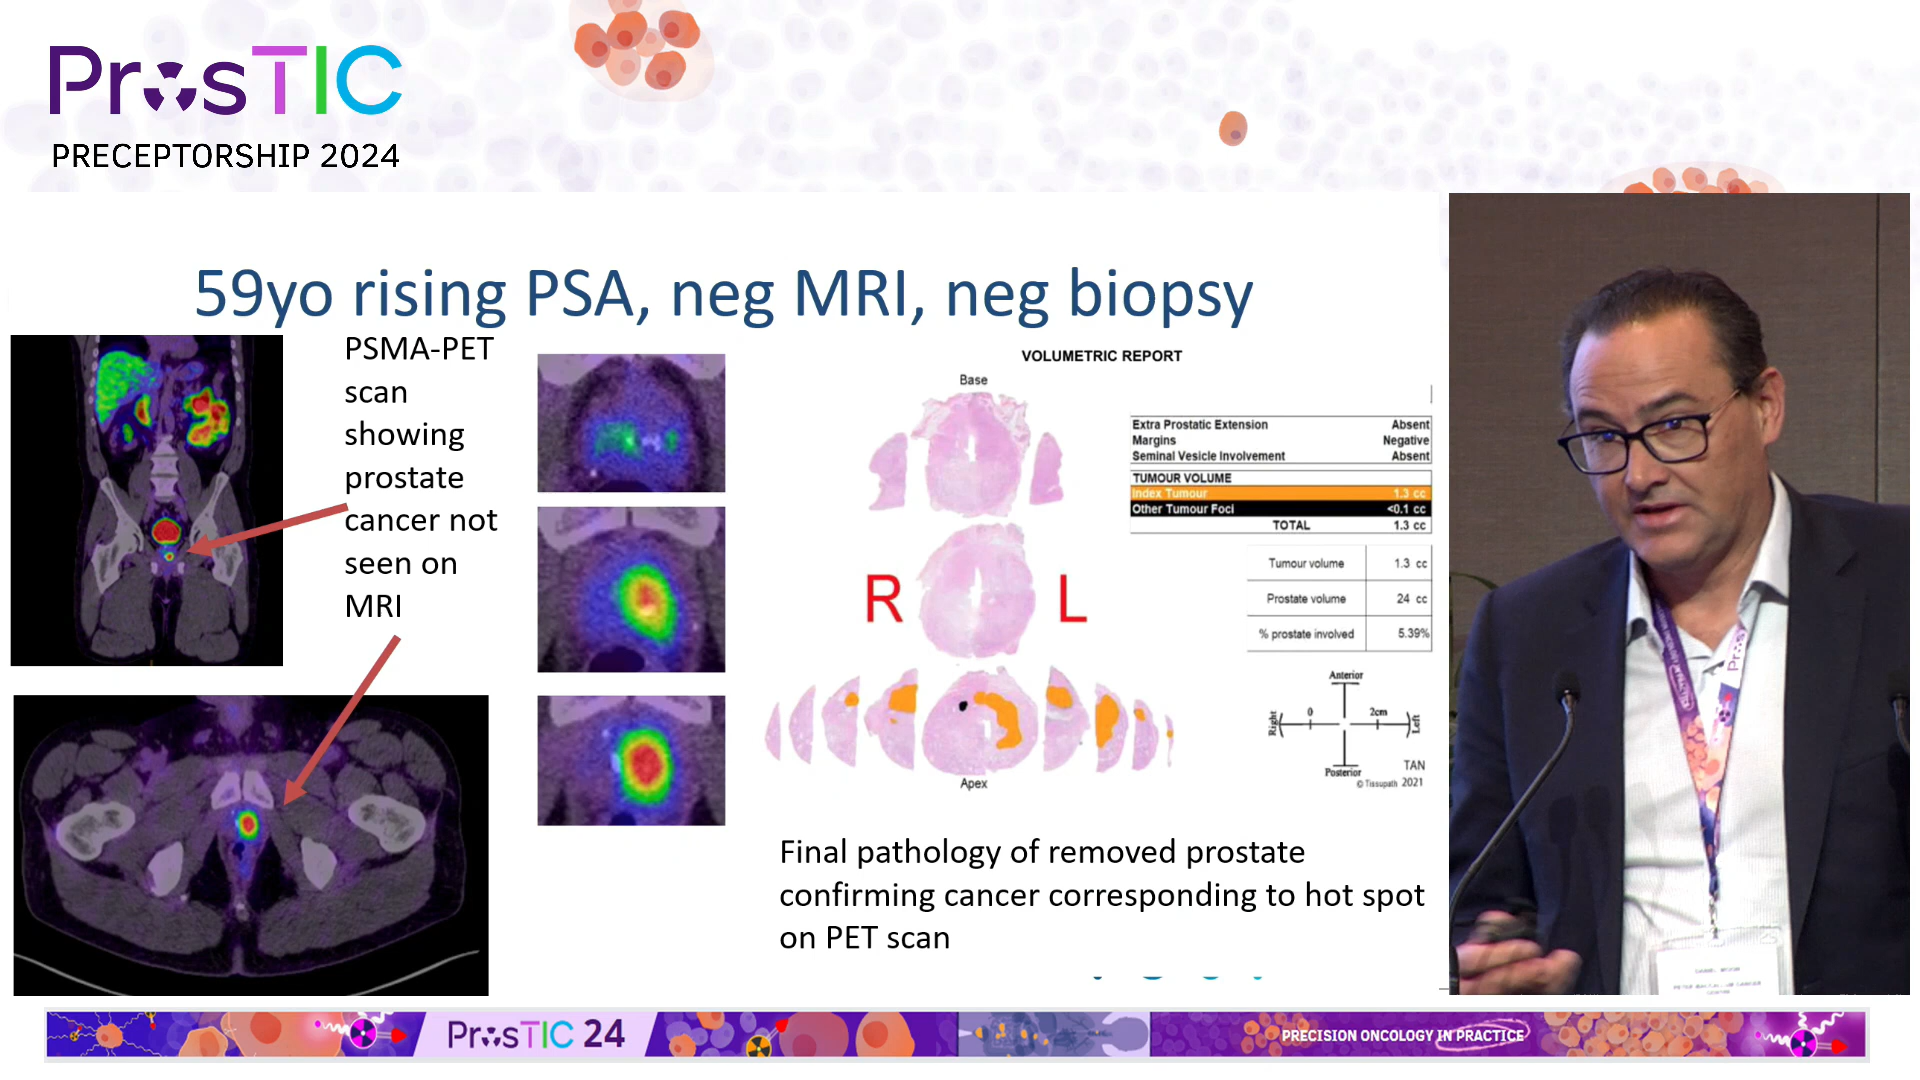 ProsTIC
PRECEPTORSHIP 2024
59yo rising PSA, neg MRI, neg biopsy
PSMA-PET
scan
showing
prostate
cancer not
seen on
MRI
VOLUMETRIC REPORT
Base
R
L
Apex
Extra Prostatic Extension Absent
Margins Negative
Seminal Vesicle Involvement Absent
TUMOUR VOLUME
Index Tumour 1.3 cc
Other Tumour Foci <0.1 cc
TOTAL 1.3 cc
Tumour volume 1.3 cc
Prostate volume 24 cc
% prostate involved 5.39%
Anterior
Right 0 2cm Left
Posterior
TAN
© Tissupath 2021
Final pathology of removed prostate
confirming cancer corresponding to hot spot
on PET scan
ProsTIC 24
PRECISION ONCOLOGY IN PRACTICE